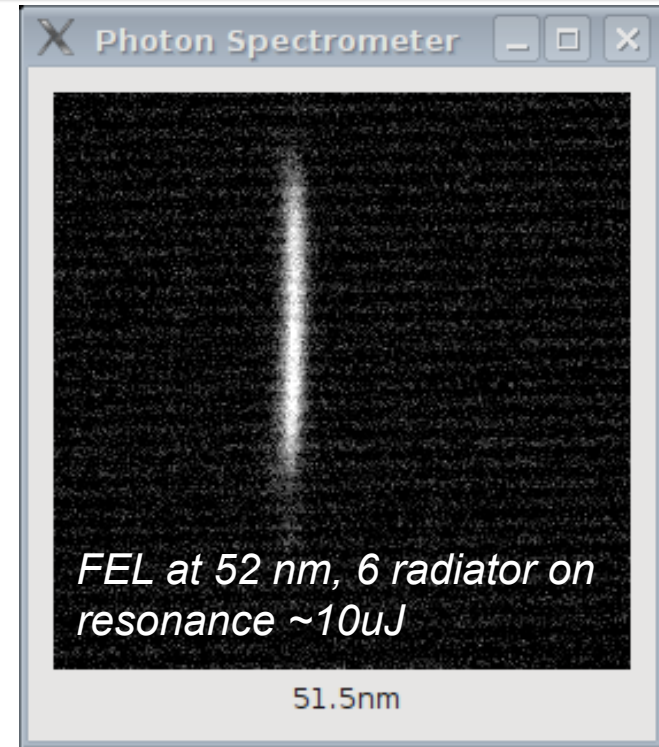 Photon Spectrometer
FEL at 52 nm, 6 radiator on
resonance ~10uJ
51.5nm